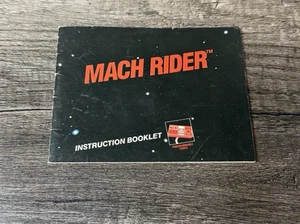 MACH RIDER™
INSTRUCTION BOOKLET